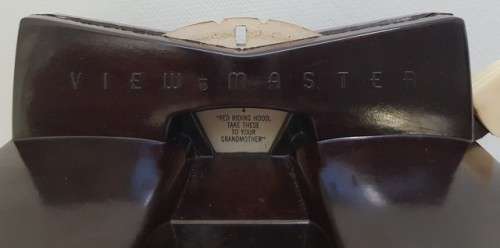 VIEW-MASTER
"RED RIDING HOOD,
TAKE THESE
TO YOUR
GRANDMOTHER"